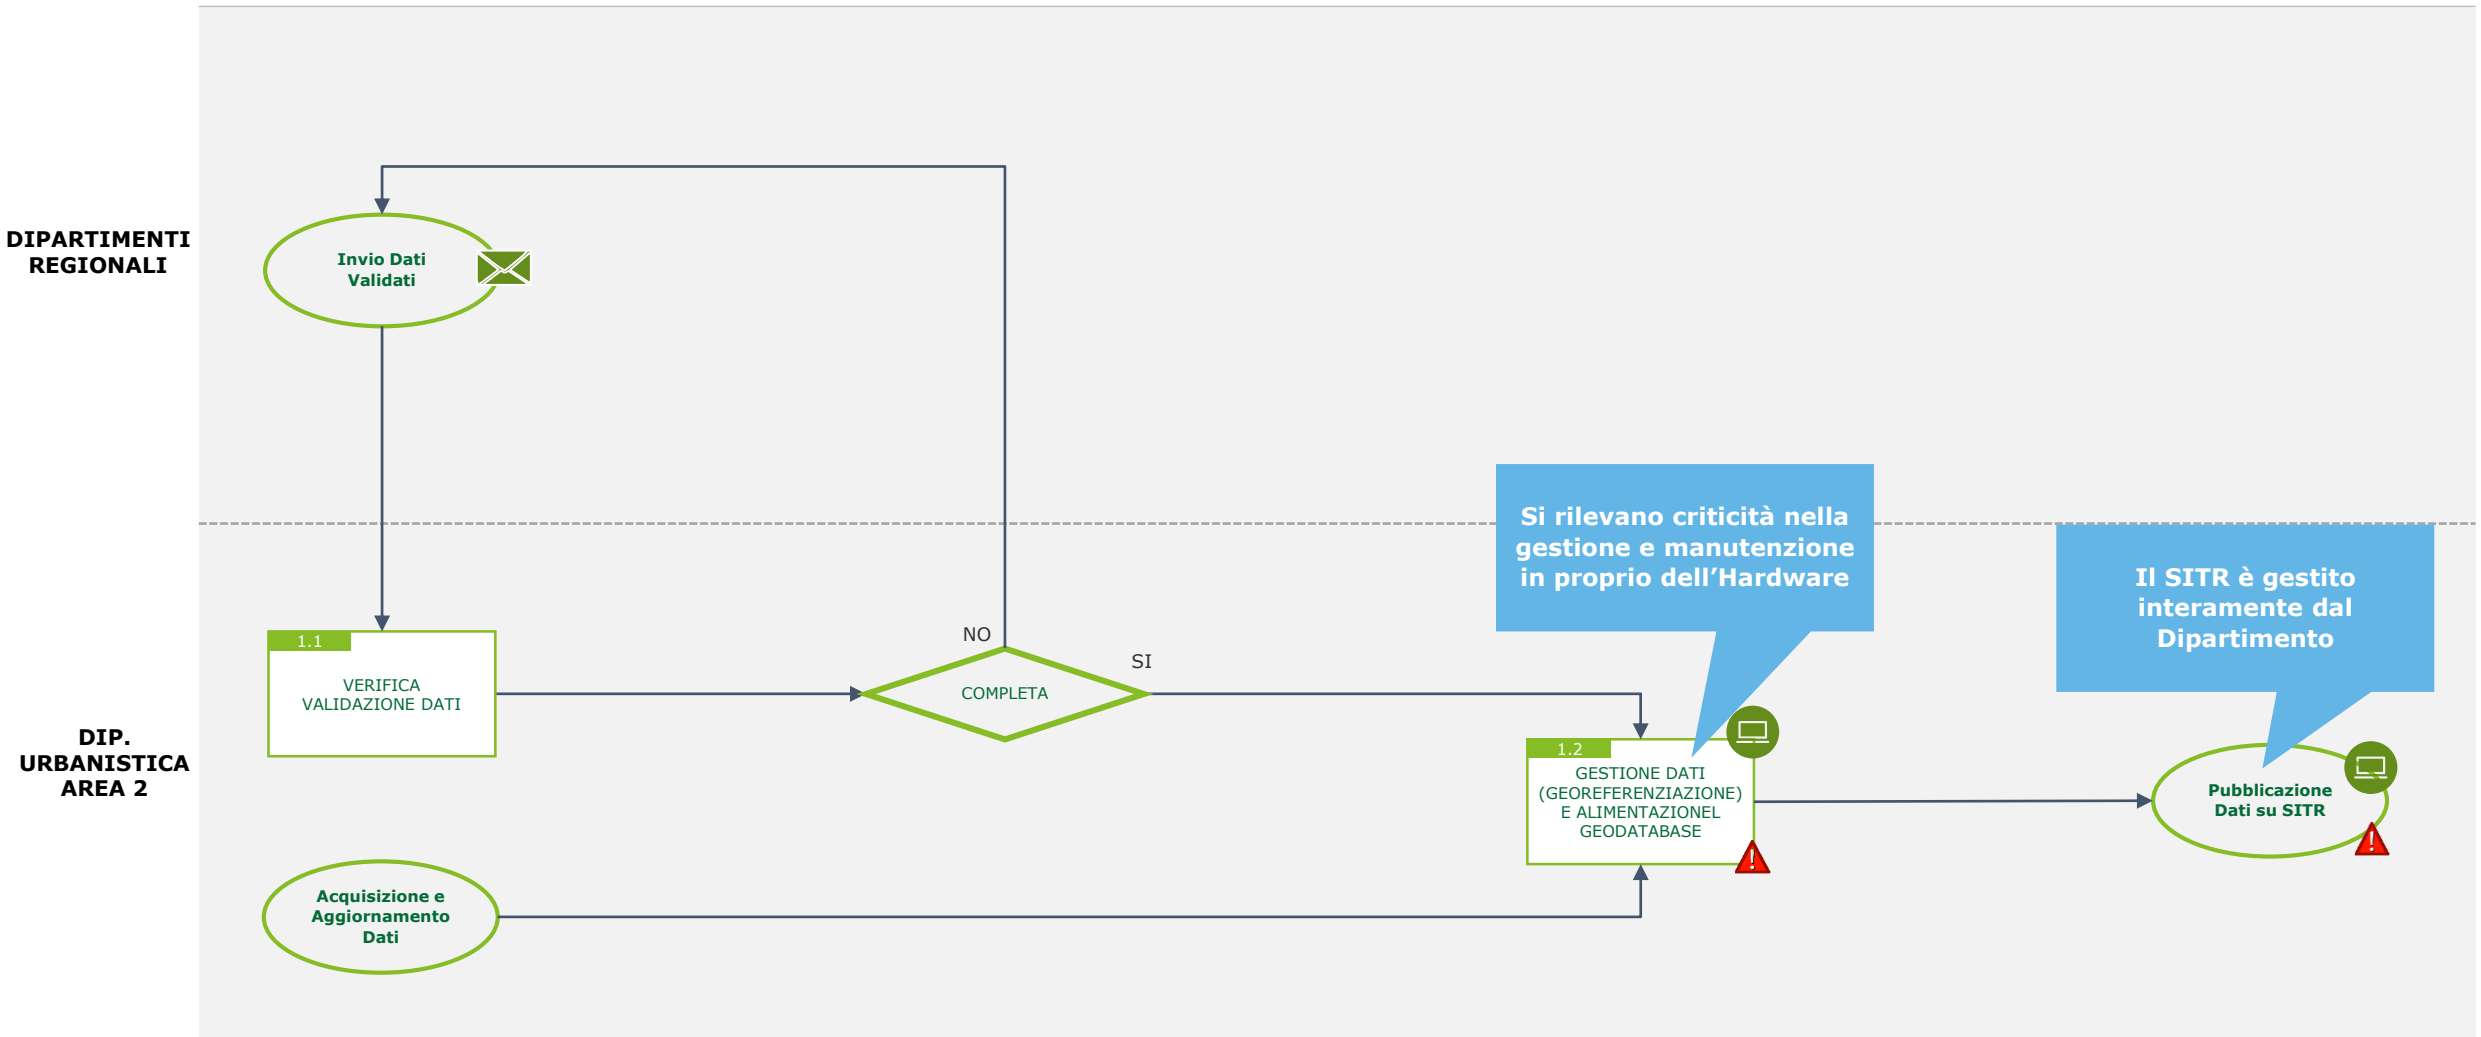 DIPARTIMENTI
REGIONALI
Invio Dati
Validati
Si rilevano criticità nella
gestione e manutenzione
in proprio dell’Hardware
Il SITR è gestito
interamente dal
Dipartimento
DIP.
URBANISTICA
AREA 2
1.1
VERIFICA
VALIDAZIONE DATI
NO
SI
COMPLETA
1.2
GESTIONE DATI
(GEOREFERENZIAZIONE)
E ALIMENTAZIONEL
GEODATABASE
Pubblicazione
Dati su SITR
Acquisizione e
Aggiornamento
Dati